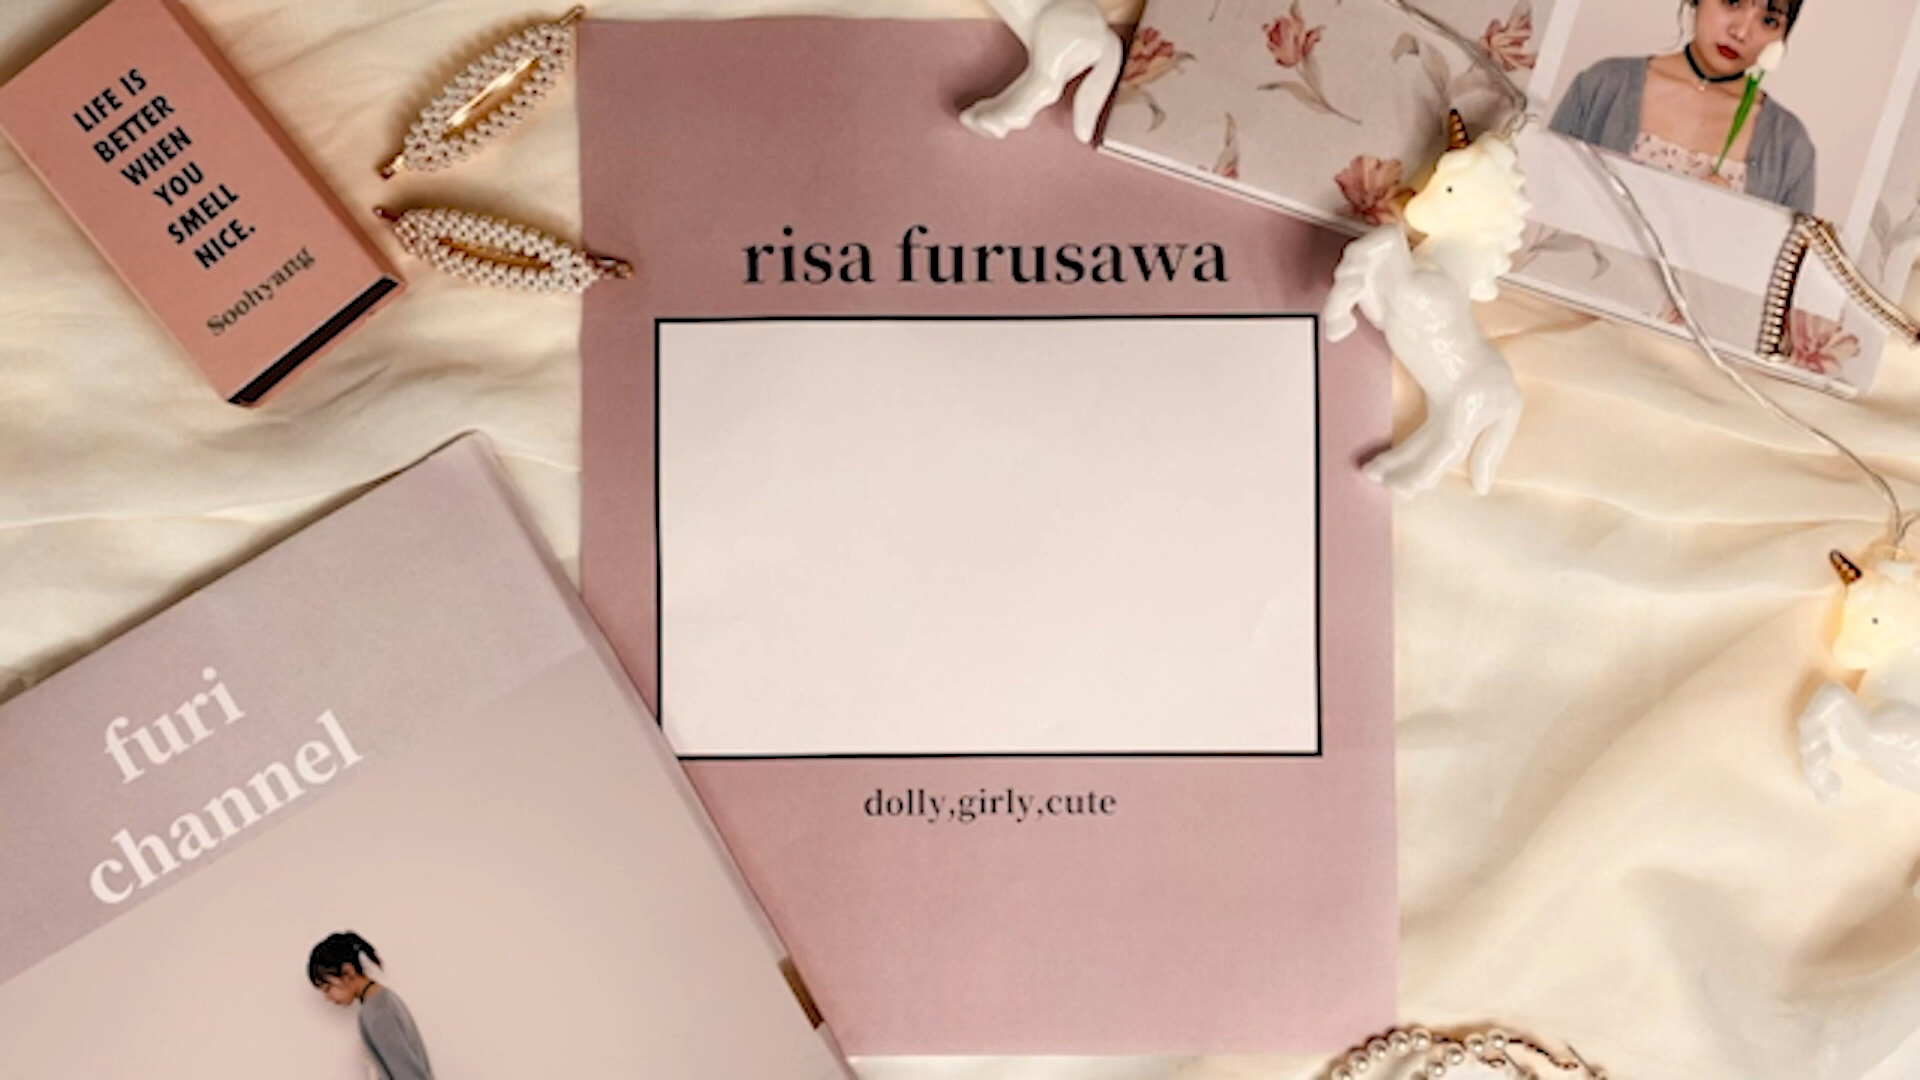 LIFE IS
BETTER
WHEN
YOU
SMELL
NICE.
Soohyang
risa furusawa
dolly,girly,cute
furi
channel